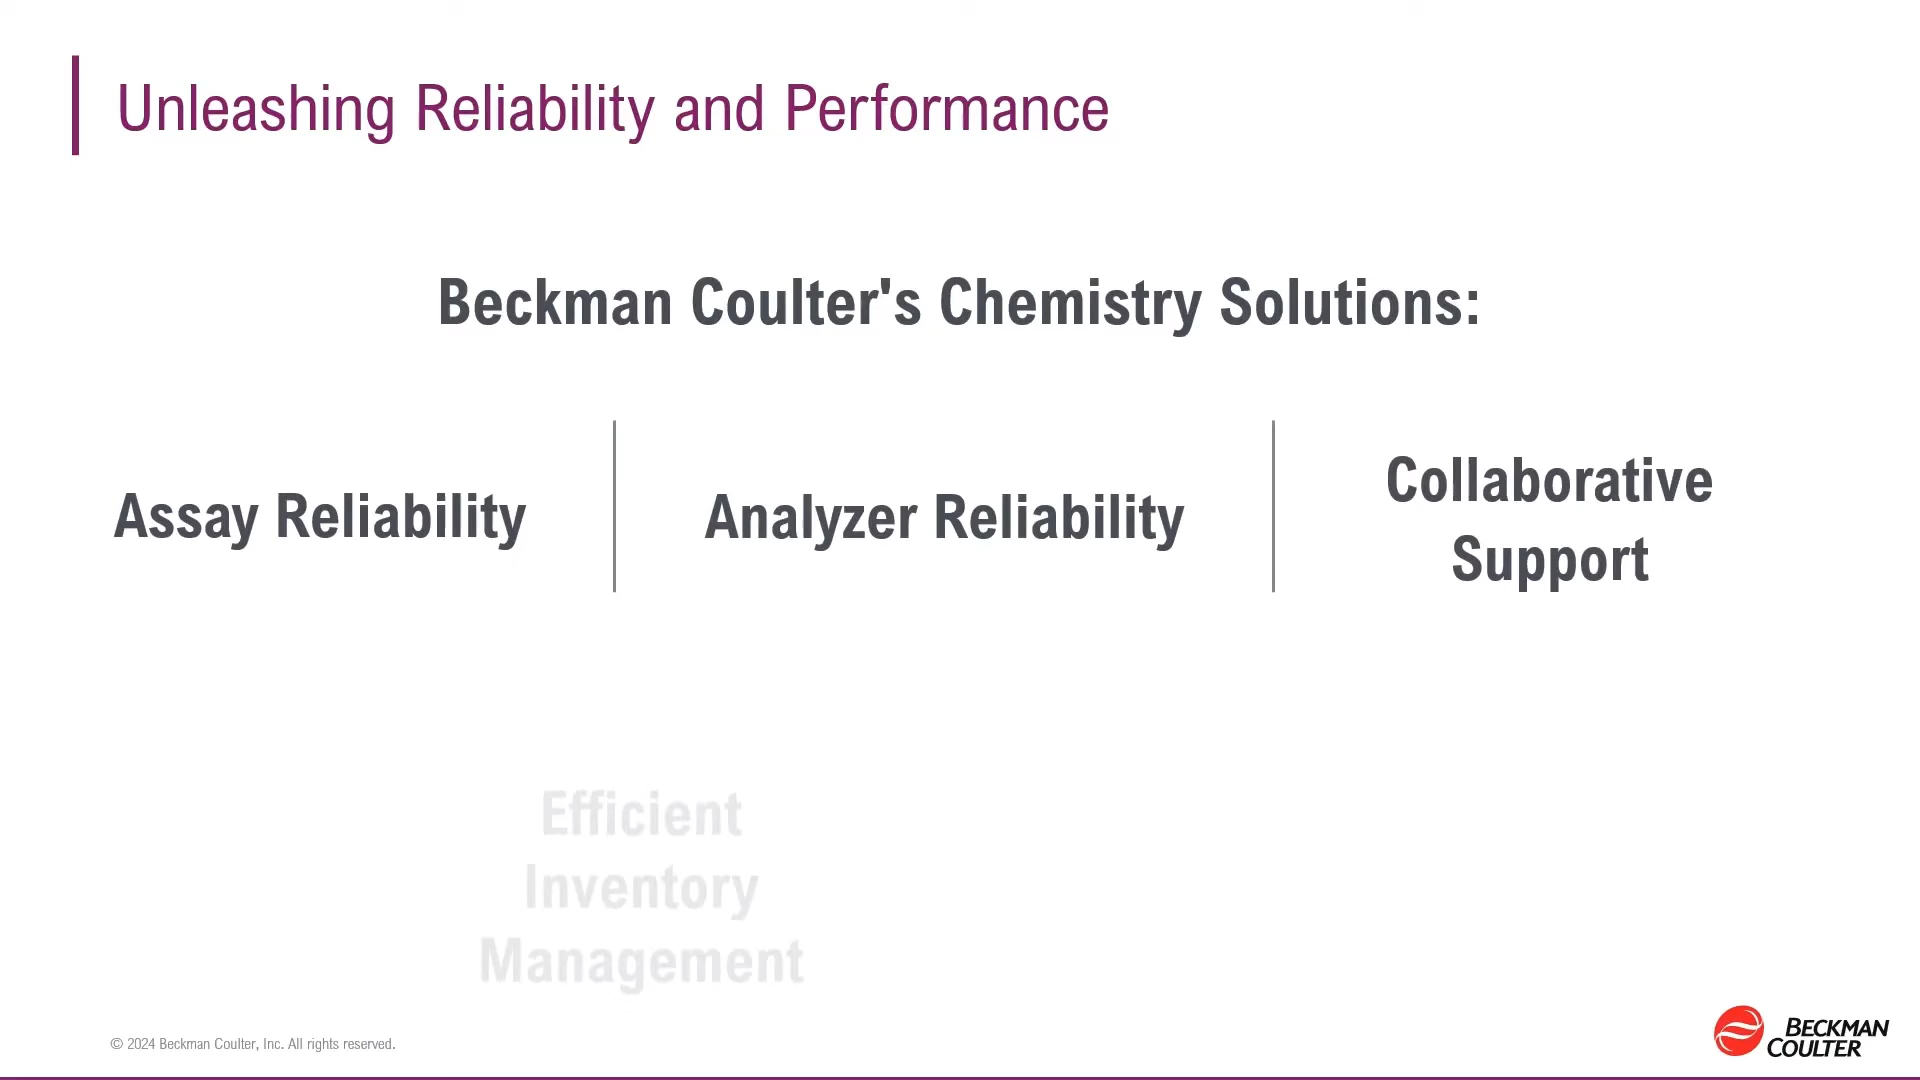 Unleashing Reliability and Performance
Beckman Coulter's Chemistry Solutions:
Assay Reliability
Analyzer Reliability
Collaborative
Support
Efficient
Inventory
Management
© 2024 Beckman Coulter, Inc. All rights reserved.
BECKMAN
COULTER